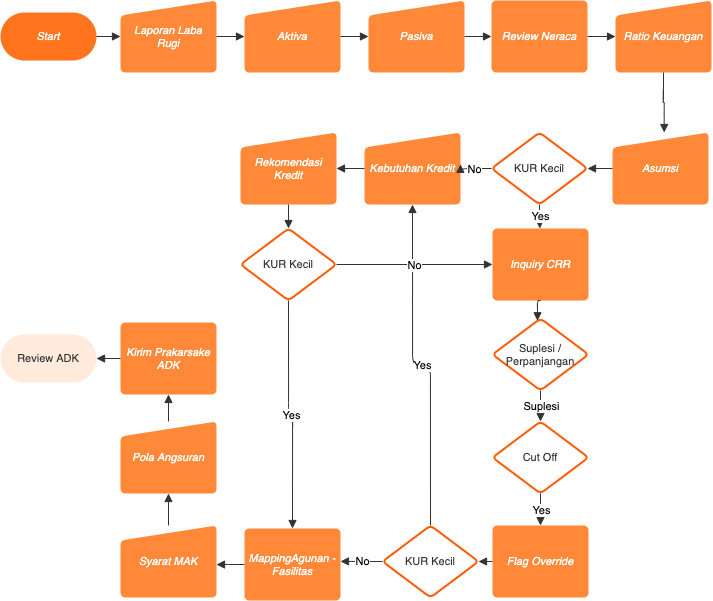 Start
Laporan Laba
Rugi
Aktiva
Pasiva
Review Neraca
Ratio Keuangan
Rekomendasi
Kredit
Kebutuhan Kredit
No
KUR Kecil
Asumsi
Yes
KUR Kecil
No
Inquiry CRR
Review ADK
Kirim Prakarsake
ADK
Yes
Suplesi /
Perpanjangan
Suplesi
Yes
Pola Angsuran
Cut Off
Yes
Syarat MAK
MappingAgunan -
Fasilitas
No
KUR Kecil
Flag Override